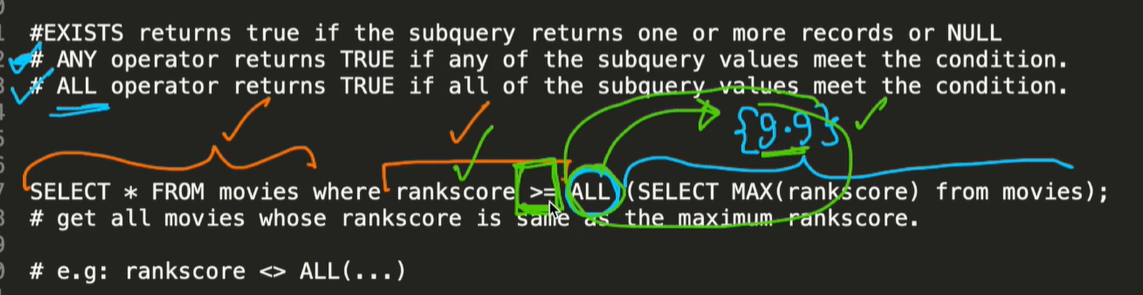 #EXISTS returns true if the subquery returns one or more records or NULL
# ANY operator returns TRUE if any of the subquery values meet the condition.
# ALL operator returns TRUE if all of the subquery values meet the condition.
{9.9}
SELECT * FROM movies where rankscore >= ALL (SELECT MAX(rankscore) from movies);
# get all movies whose rankscore is same as the maximum rankscore.
# e.g: rankscore <> ALL(...)